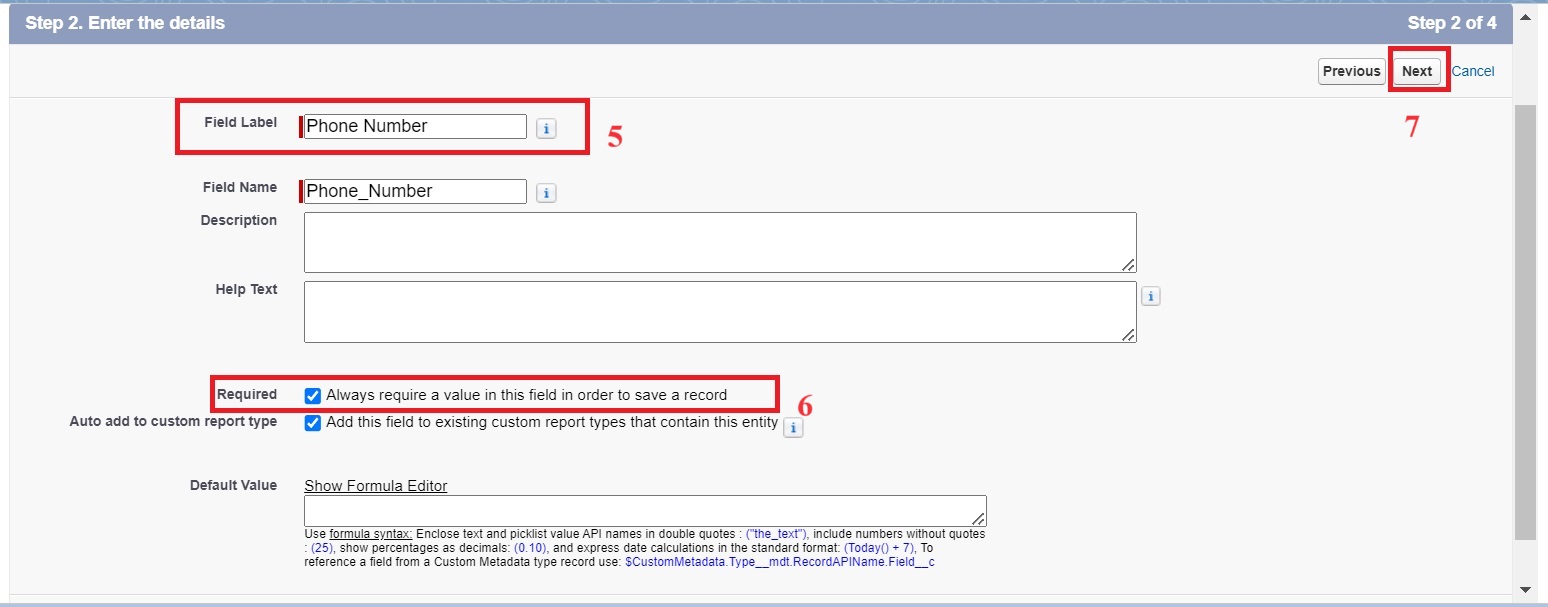 Step 2. Enter the details
Step 2 of 4
Previous Next Cancel
Field Label Phone Number i 5
7
Field Name Phone_Number i
Description
Help Text i
Required Always require a value in this field in order to save a record
6
Auto add to custom report type Add this field to existing custom report types that contain this entity i
Default Value Show Formula Editor
Use formula syntax: Enclose text and picklist value API names in double quotes : ("the_text"), include numbers without quotes
: (25), show percentages as decimals: (0.10), and express date calculations in the standard format: (Today() + 7), To
reference a field from a Custom Metadata type record use: $CustomMetadata.Type__mdt.RecordAPIName.Field__c